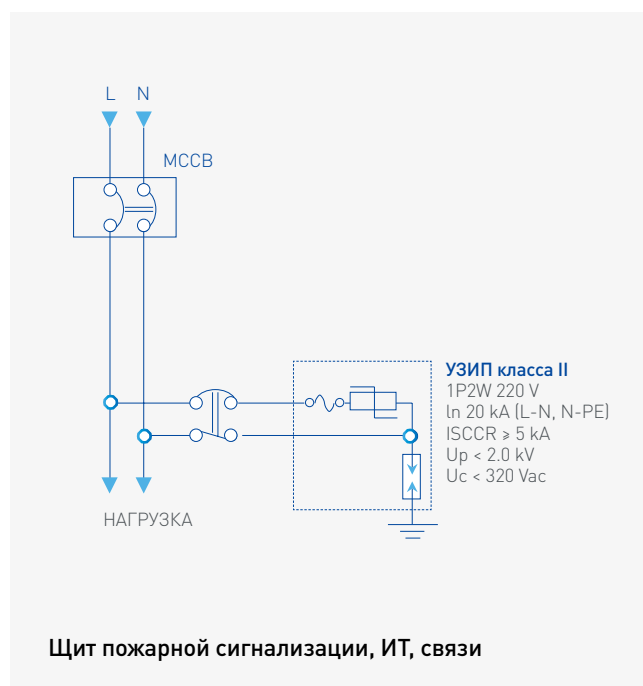 L N
MCCB
УЗИП класса II
1P2W 220 V
ln 20 kA (L-N, N-PE)
ISCCR ⩾ 5 kA
Up < 2.0 kV
Uc < 320 Vac
НАГРУЗКА
Щит пожарной сигнализации, ИТ, связи